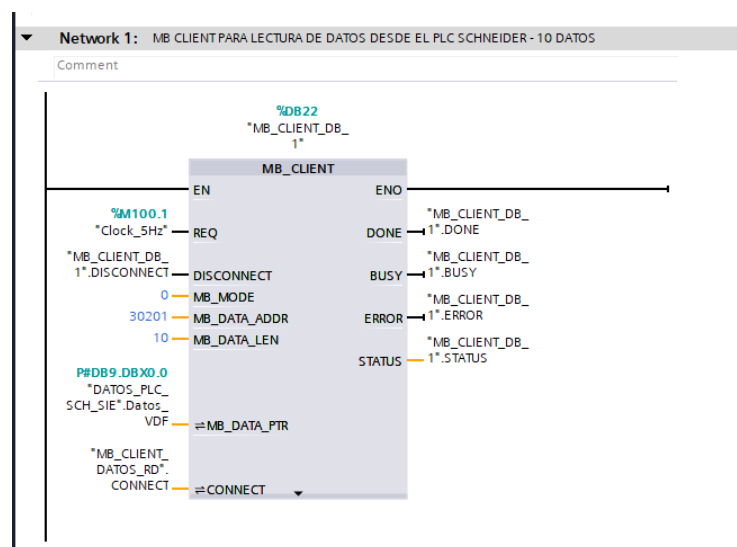 Network 1: MB CLIENT PARA LECTURA DE DATOS DESDE EL PLC SCHNEIDER - 10 DATOS
Comment
%DB22
"MB_CLIENT_DB_
1"
MB_CLIENT
EN
ENO
%M100.1
"Clock_5Hz"
REQ
DONE
"MB_CLIENT_DB_
1".DONE
"MB_CLIENT_DB_
1".DISCONNECT
DISCONNECT
BUSY
"MB_CLIENT_DB_
1".BUSY
0
MB_MODE
30201
MB_DATA_ADDR
ERROR
"MB_CLIENT_DB_
1".ERROR
10
MB_DATA_LEN
STATUS
"MB_CLIENT_DB_
1".STATUS
P#DB9.DBX0.0
"DATOS_PLC_
SCH_SIE".Datos_
VDF
MB_DATA_PTR
"MB_CLIENT_
DATOS_RD".
CONNECT
CONNECT